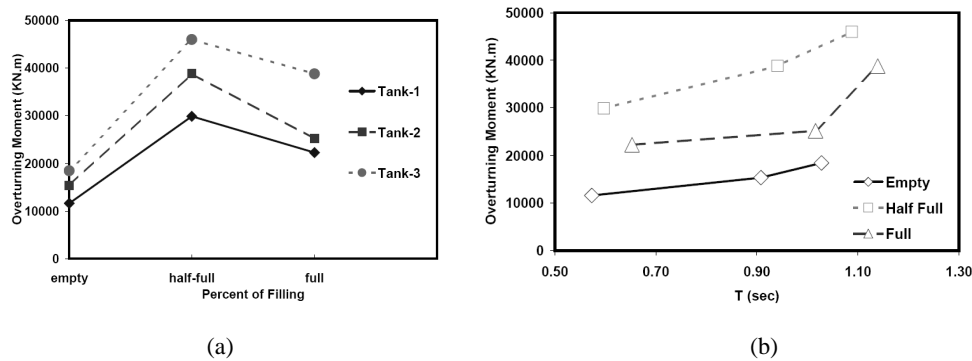 50000
40000
30000
20000
10000
0
Overturning Moment (KN.m)
empty
half-full
full
Percent of Filling
Tank-1
Tank-2
Tank-3
(a)
50000
40000
30000
20000
10000
0
Overturning Moment (KN.m)
0.50
0.70
0.90
1.10
1.30
T (sec)
Empty
Half Full
Full
(b)